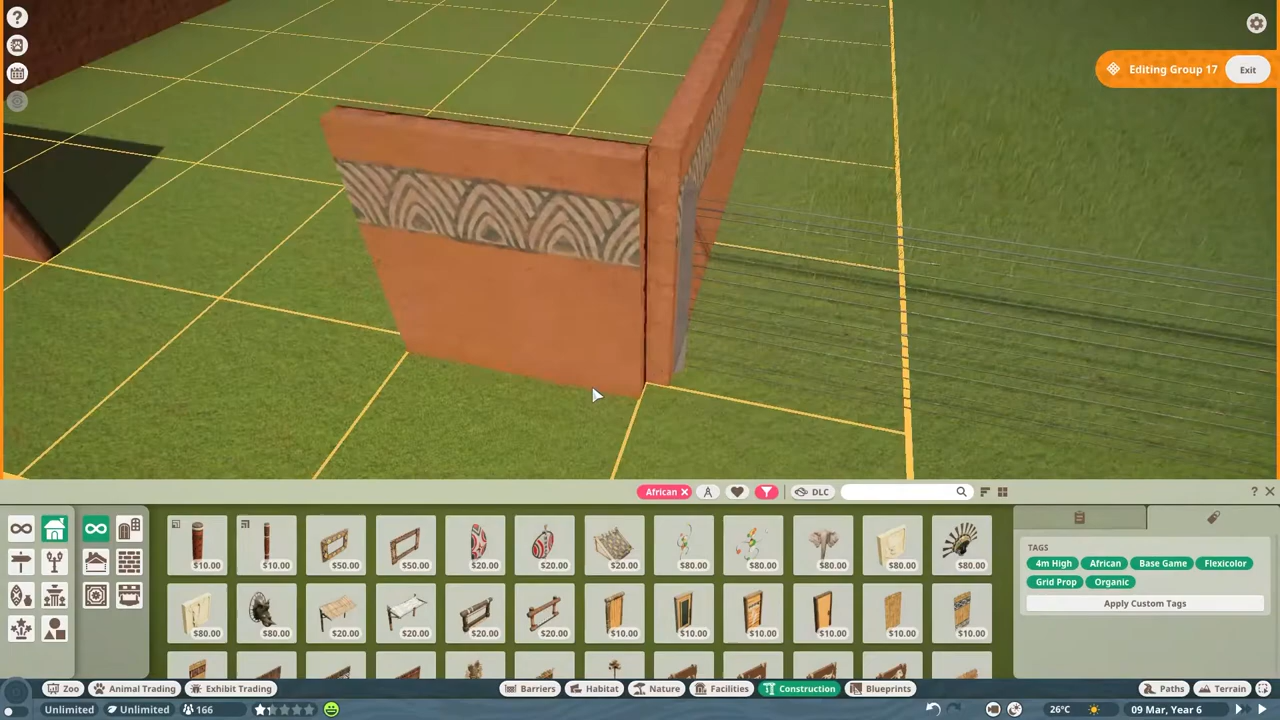 ?
Editing Group 17
Exit
African ×
DLC
? ×
$10.00
$10.00
$50.00
$50.00
$20.00
$20.00
$20.00
$80.00
$80.00
$80.00
$80.00
$80.00
$80.00
$80.00
$20.00
$20.00
$20.00
$20.00
$10.00
$10.00
$10.00
$10.00
$10.00
$10.00
TAGS
4m High
African
Base Game
Flexicolor
Grid Prop
Organic
Apply Custom Tags
Zoo
Animal Trading
Exhibit Trading
Barriers
Habitat
Nature
Facilities
Construction
Blueprints
Paths
Terrain
Unlimited
Unlimited
166
26°C
09 Mar, Year 6